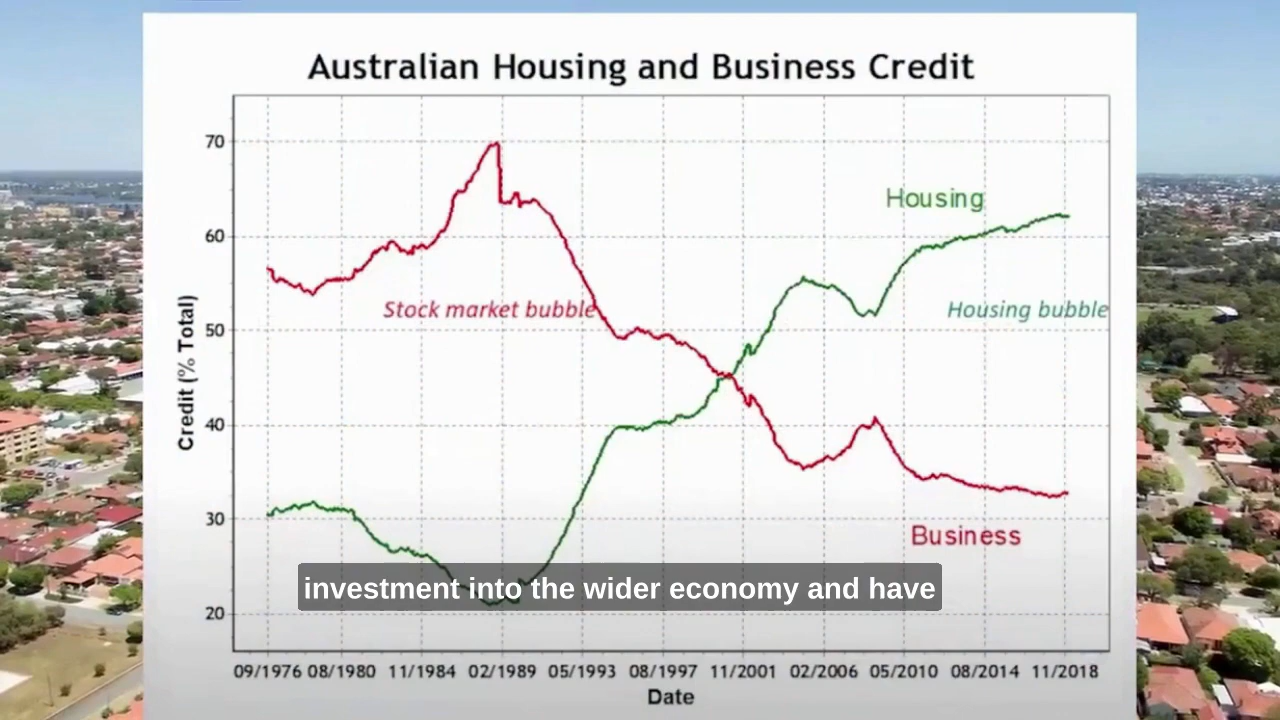 Australian Housing and Business Credit
70
60
50
40
30
20
Credit (% Total)
Housing
Stock market bubble
Housing bubble
Business
investment into the wider economy and have
09/1976 08/1980 11/1984 02/1989 05/1993 08/1997 11/2001 02/2006 05/2010 08/2014 11/2018
Date